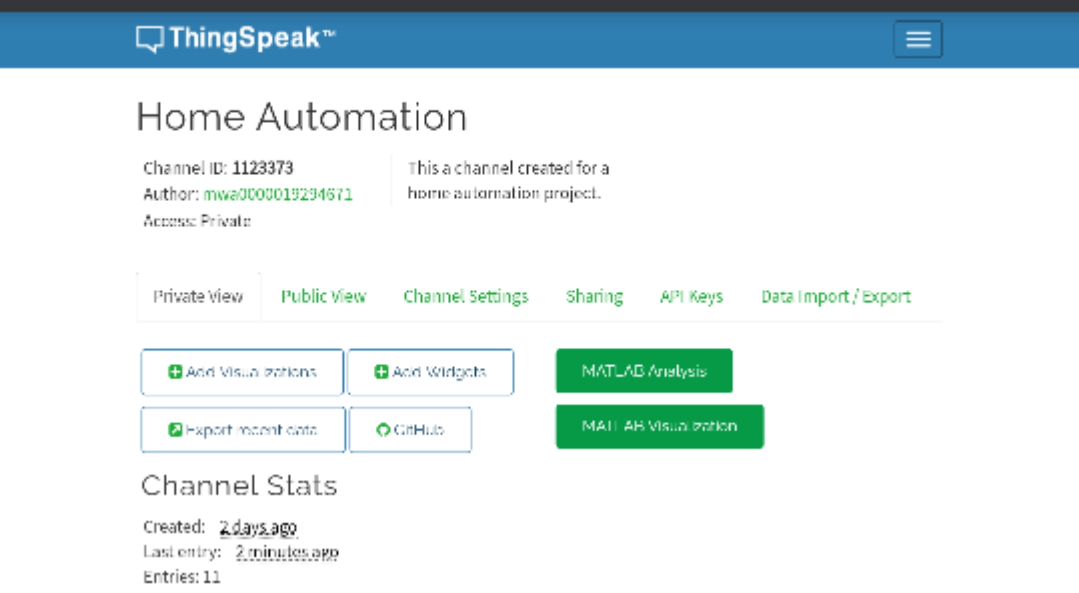 ThingSpeak™
Home Automation
Channel ID: 1123373
Author: mwa0000019294671
Access: Private
This a channel created for a
home automation project.
Private View Public View Channel Settings Sharing API Keys Data Import / Export
Add Visualizations Add Widgets MATLAB Analysis
Export recent data GitHub MATLAB Visualization
Channel Stats
Created: 2 days ago
Last entry: 2 minutes ago
Entries: 11